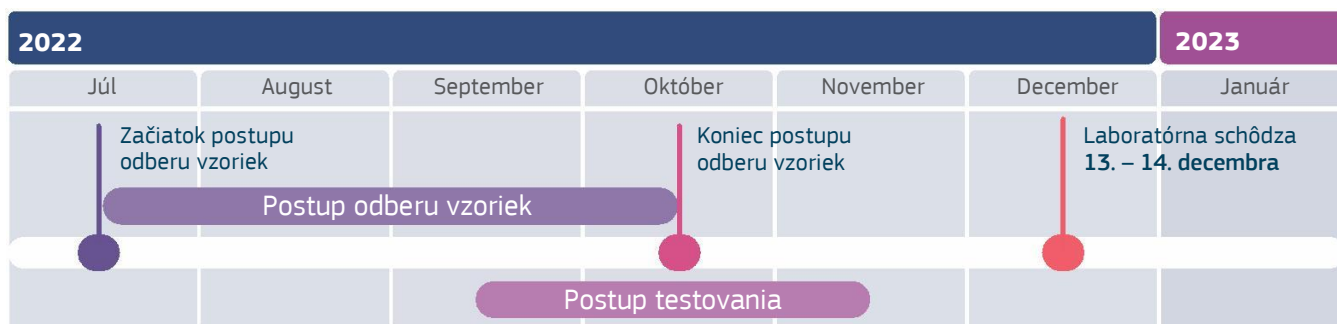 2022
2023
Júl
August
September
Október
November
December
Január
Začiatok postupu
odberu vzoriek
Koniec postupu
odberu vzoriek
Laboratórna schôdza
13. – 14. decembra
Postup odberu vzoriek
Postup testovania